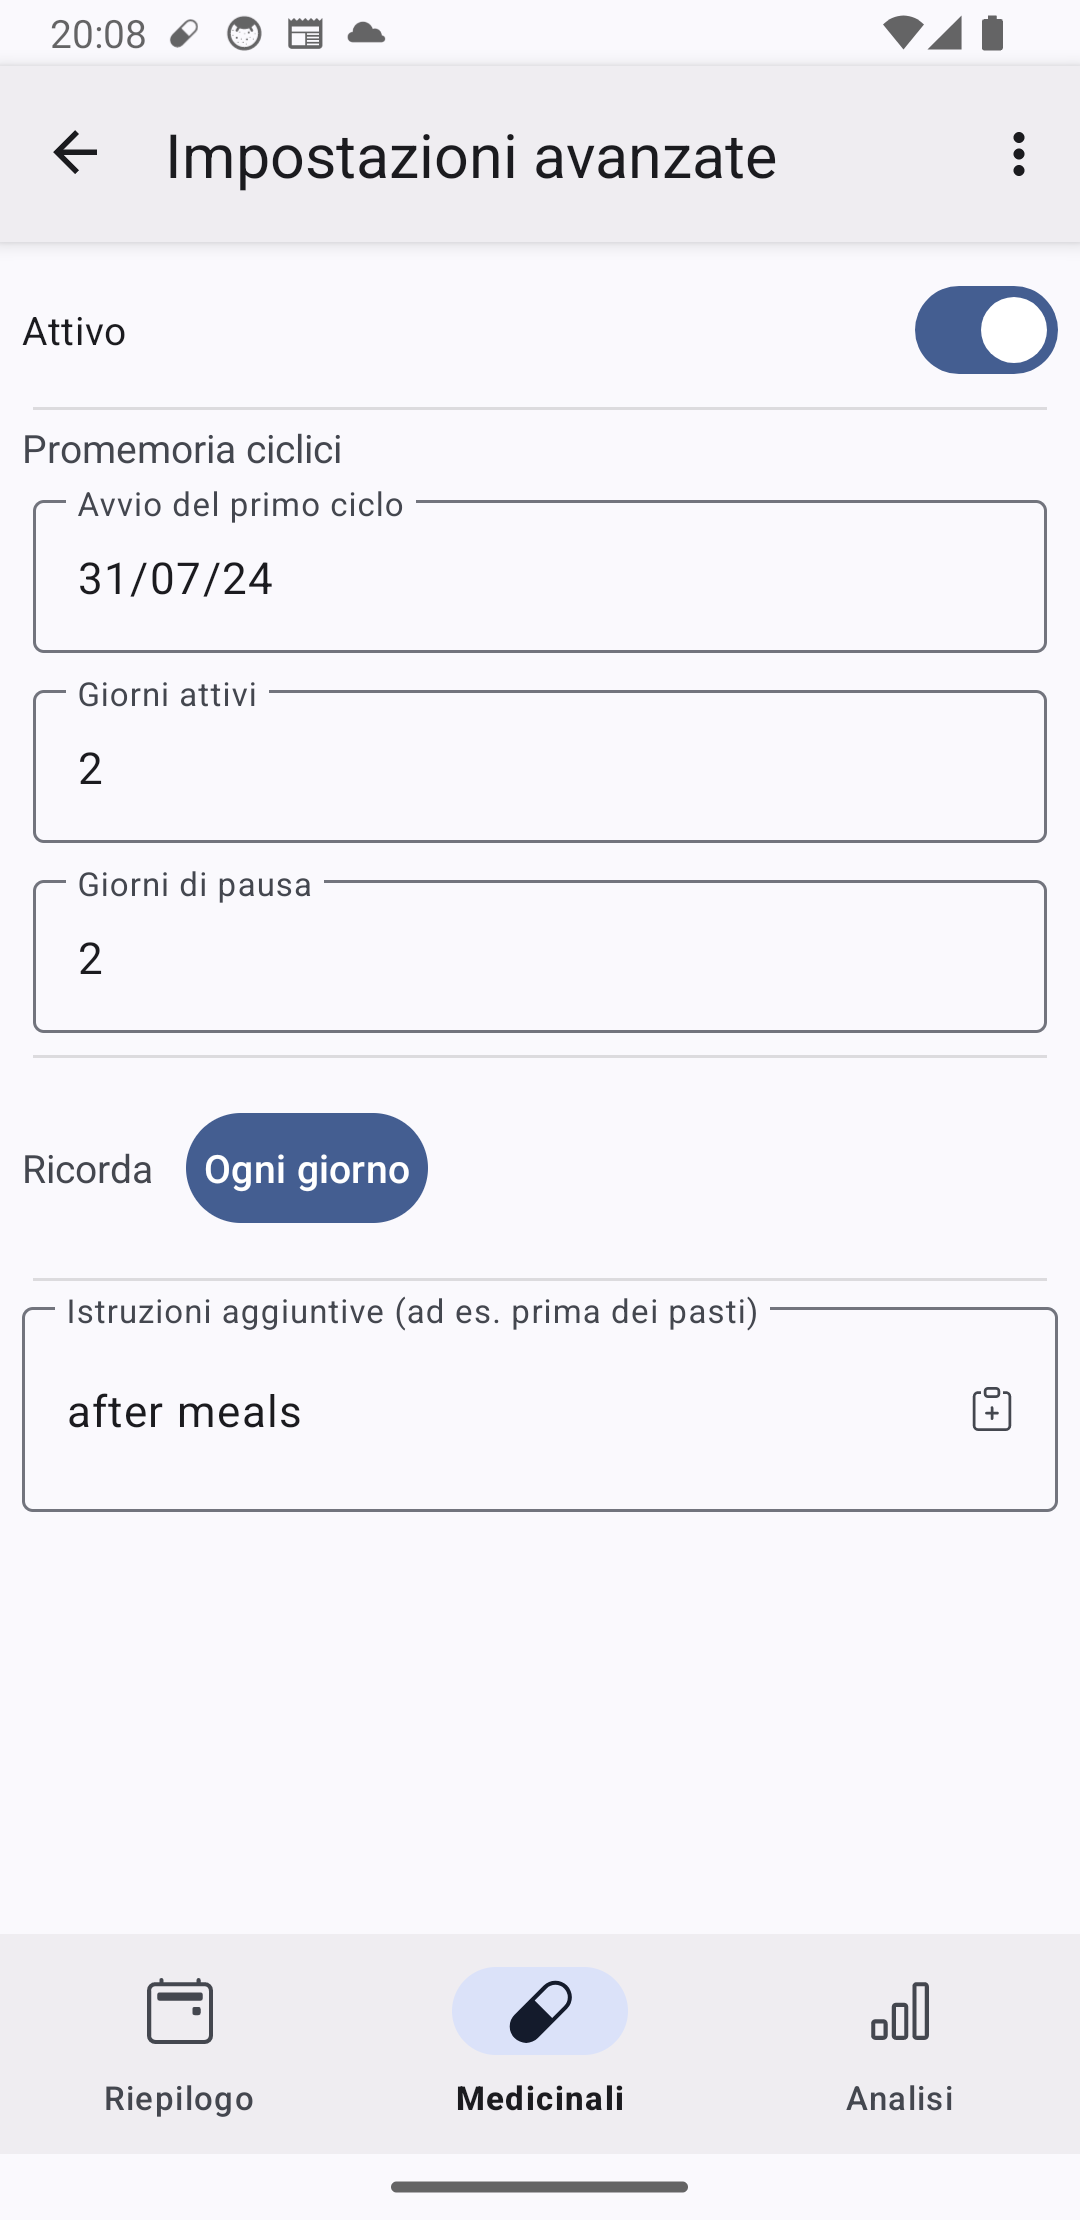 20:08
Impostazioni avanzate
Attivo
Promemoria ciclici
Avvio del primo ciclo
31/07/24
Giorni attivi
2
Giorni di pausa
2
Ricorda Ogni giorno
Istruzioni aggiuntive (ad es. prima dei pasti)
after meals
Riepilogo Medicinali Analisi